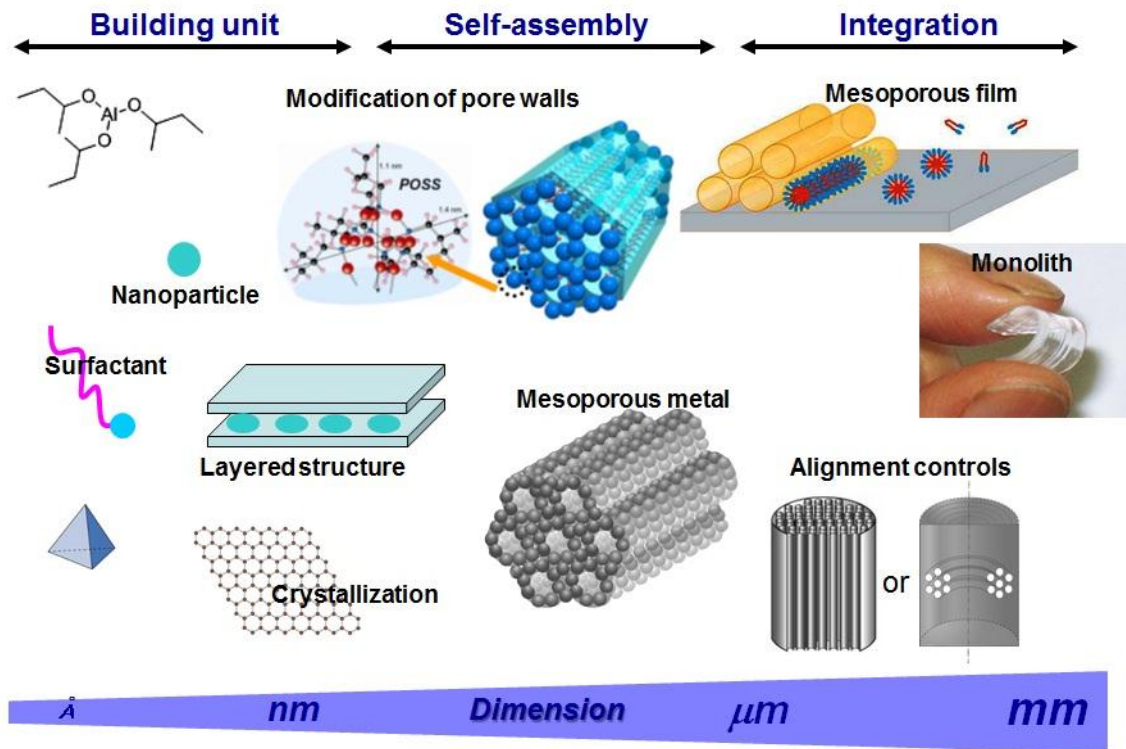 Building unit
Self-assembly
Integration
O
Al
O
O
Modification of pore walls
1.1 nm
POSS
1.4 nm
Mesoporous film
Nanoparticle
Monolith
Surfactant
Layered structure
Mesoporous metal
Alignment controls
or
Crystallization
Å
nm
Dimension
μm
mm